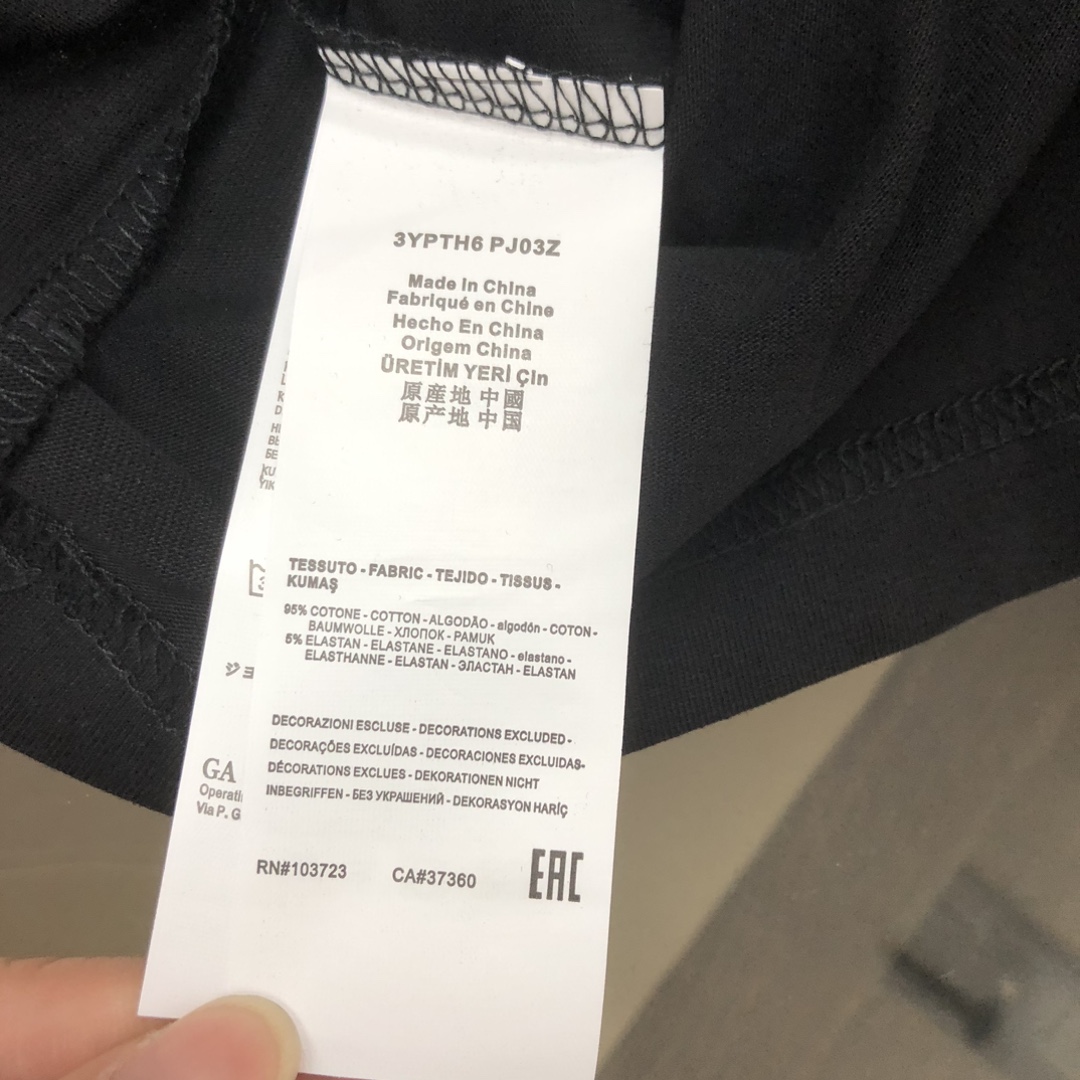 3YPTH6 PJ03Z
Made In China
Fabriqué en Chine
Hecho En China
Origem China
ÜRETİM YERİ ÇIn
原産地 中國
原产地 中国
TESSUTO - FABRIC - TEJIDO - TISSUS -
KUMAŞ
95% COTONE - COTTON - ALGODÃO - algodón - COTON -
BAUMWOLLE - ХЛОПОК - PAMUK
5% ELASTAN - ELASTANE - ELASTANO - elastano -
ELASTHANNE - ELASTAN - ЭЛАСТАН - ELASTAN
DECORAZIONI ESCLUSE - DECORATIONS EXCLUDED -
DECORAÇÕES EXCLUÍDAS - DECORACIONES EXCLUIDAS-
DÉCORATIONS EXCLUES - DEKORATIONEN NICHT
INBEGRIFFEN - БЕЗ УКРАШЕНИЙ - DEKORASYON HARİÇ
RN#103723 CA#37360 EAC
GA
Operati
Via P. G